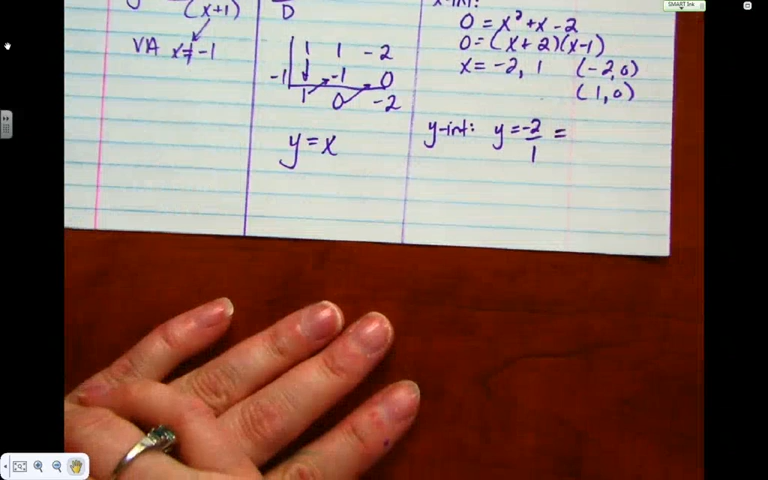 (x+1)
VA x≠-1
D
1 1 -2
-1 -1 0
1 0 -2
y=x
x-int:
0 = x²+x-2
0=(x+2)(x-1)
x= -2, 1 (-2,0)
(1,0)
y-int: y=-2/1 =
SMART Ink